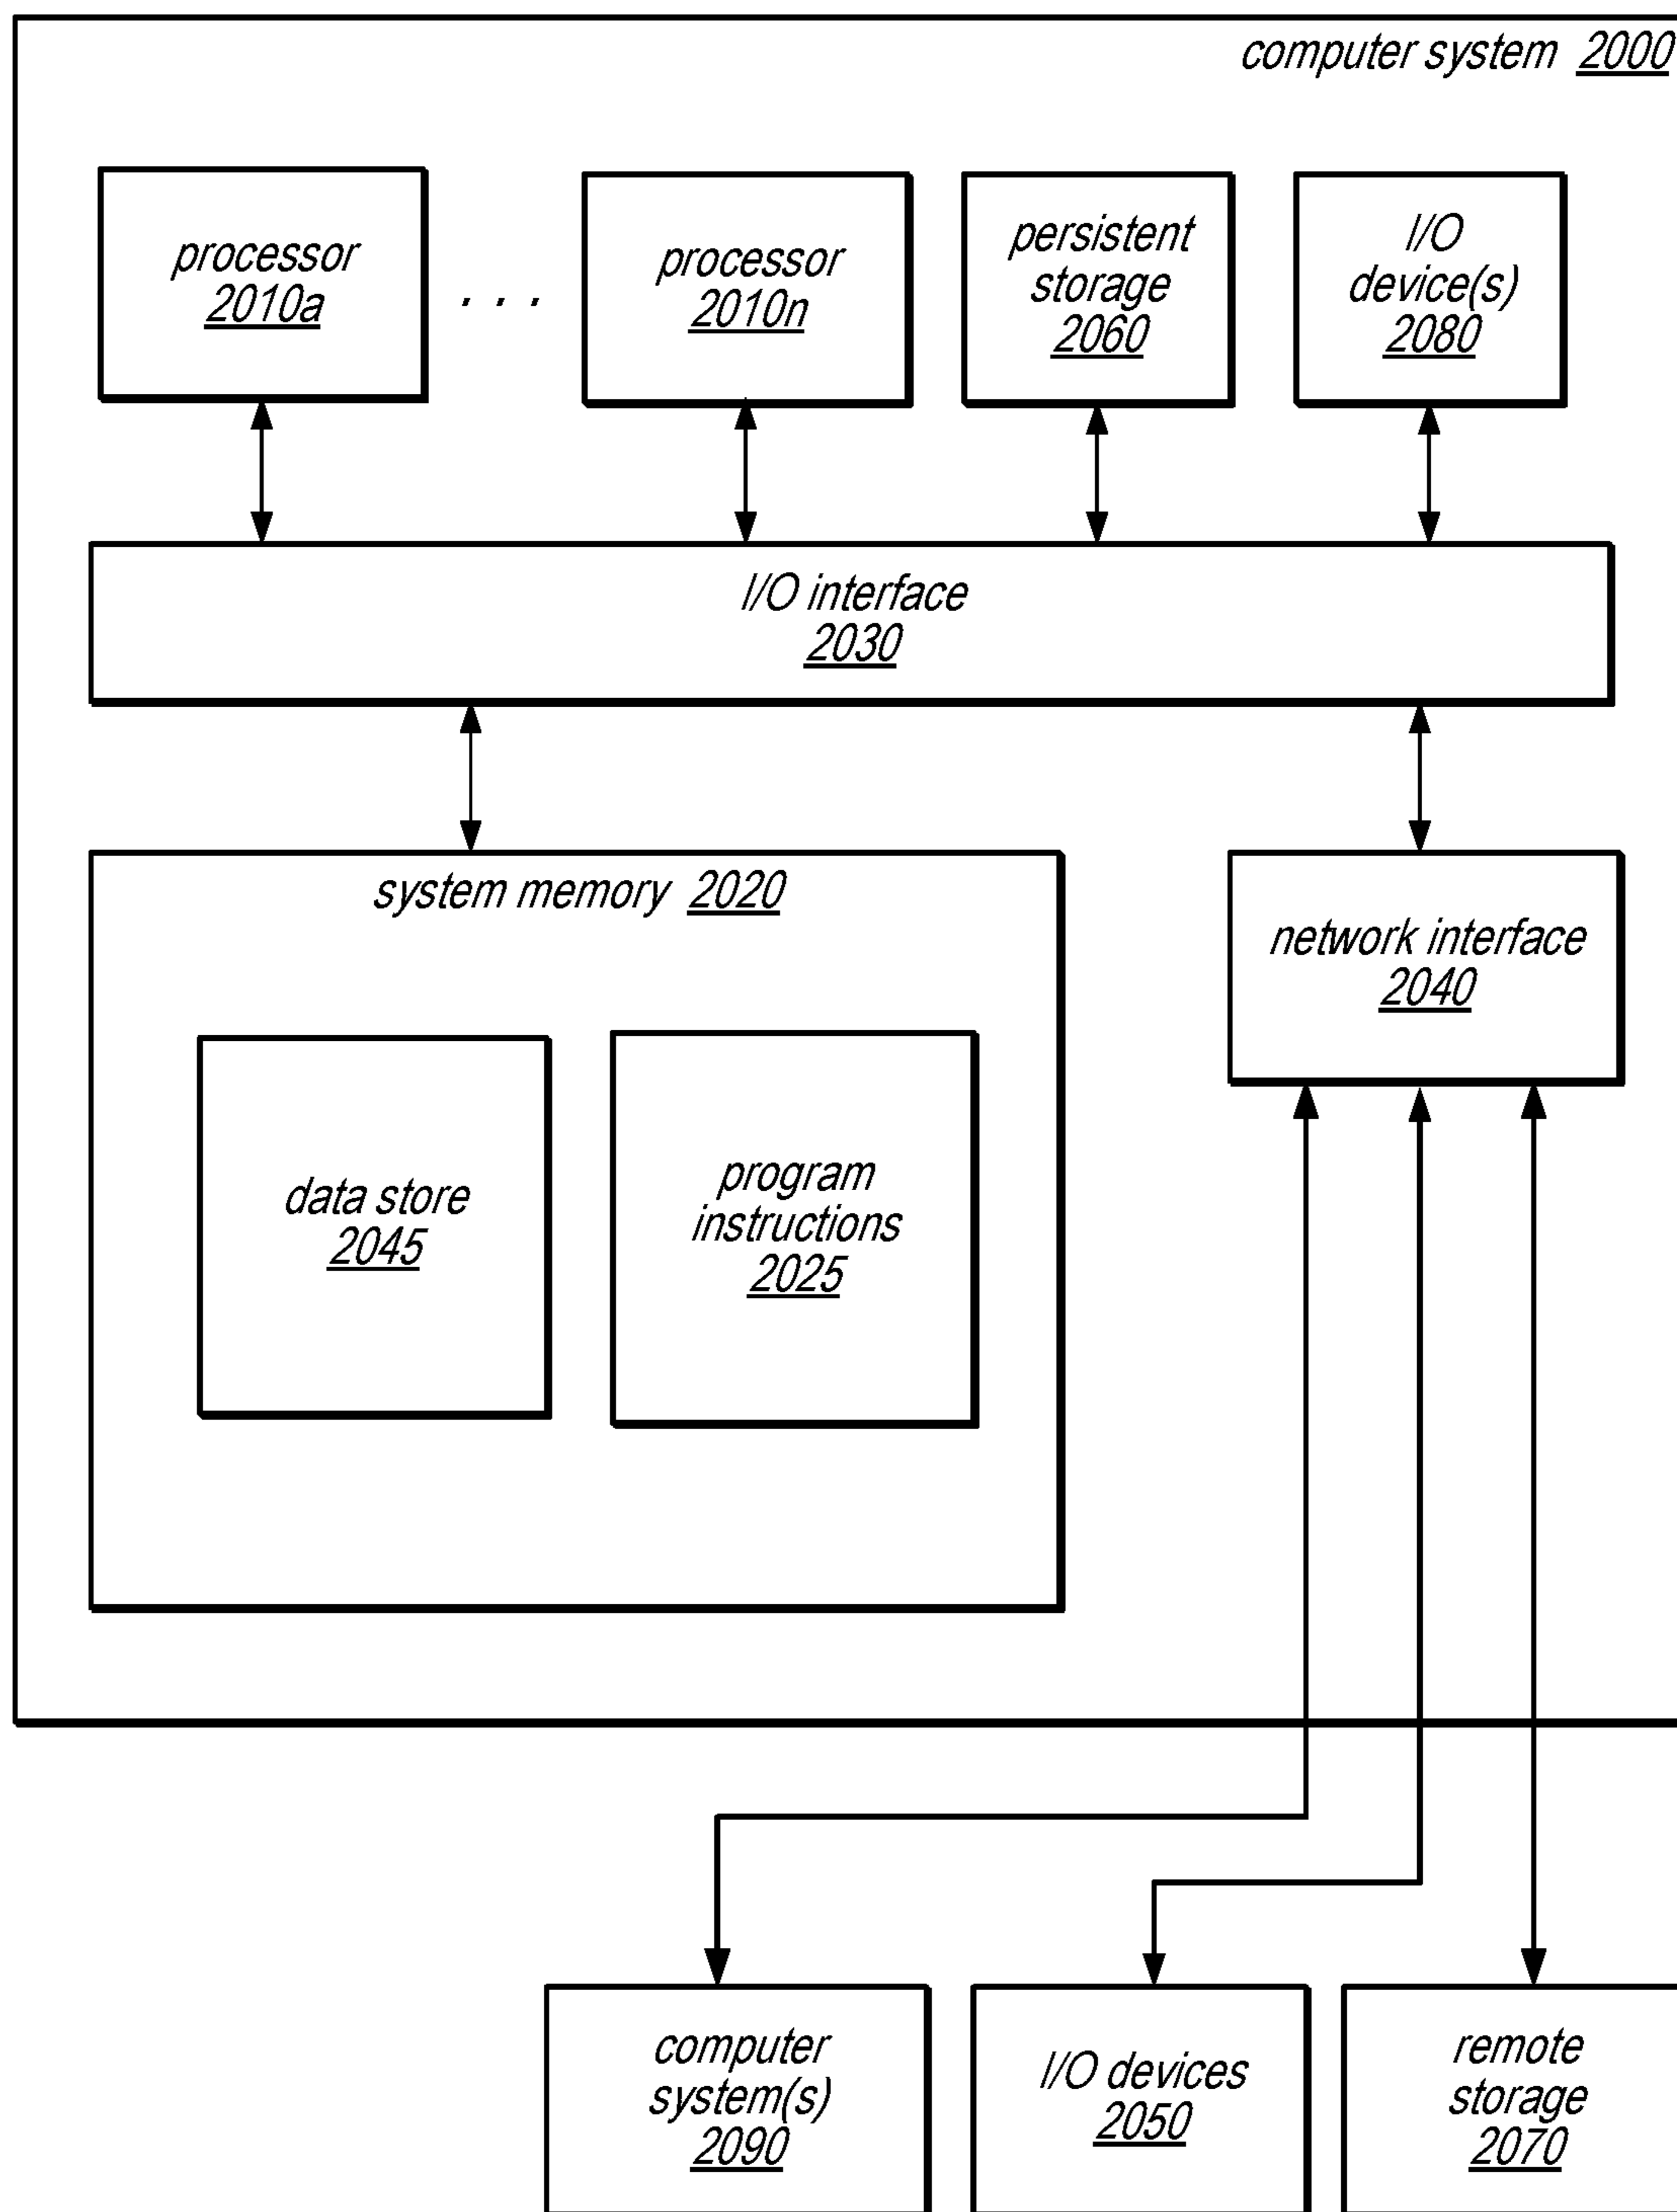 computer system 2000
processor
2010a
. . .
processor
2010n
persistent
storage
2060
I/O
device(s)
2080
I/O interface
2030
system memory 2020
network interface
2040
data store
2045
program
instructions
2025
computer
system(s)
2090
I/O devices
2050
remote
storage
2070